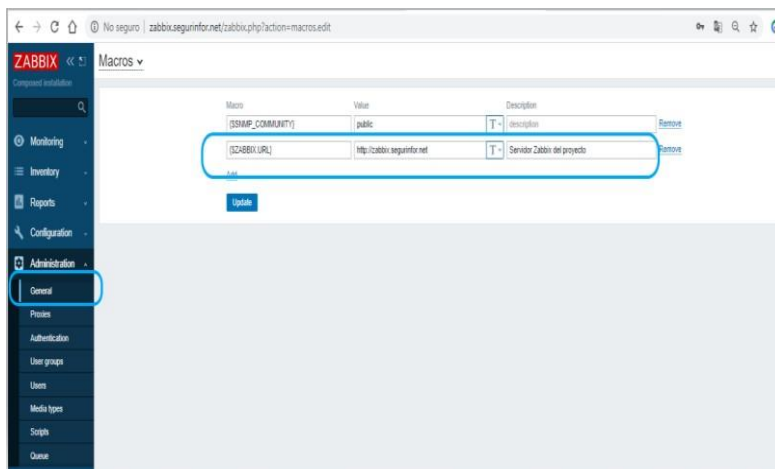 No seguro | zabbix.segurinfor.net/zabbix.php?action=macros.edit
ZABBIX
Macros
Composed installation
Macro Value Description
{$SNMP_COMMUNITY} public T description Remove
{$ZABBIX.URL} http://zabbix.segurinfor.net T Servidor Zabbix del proyecto Remove
Add
Update
Monitoring
Inventory
Reports
Configuration
Administration
General
Proxies
Authentication
User groups
Users
Media types
Scripts
Queue